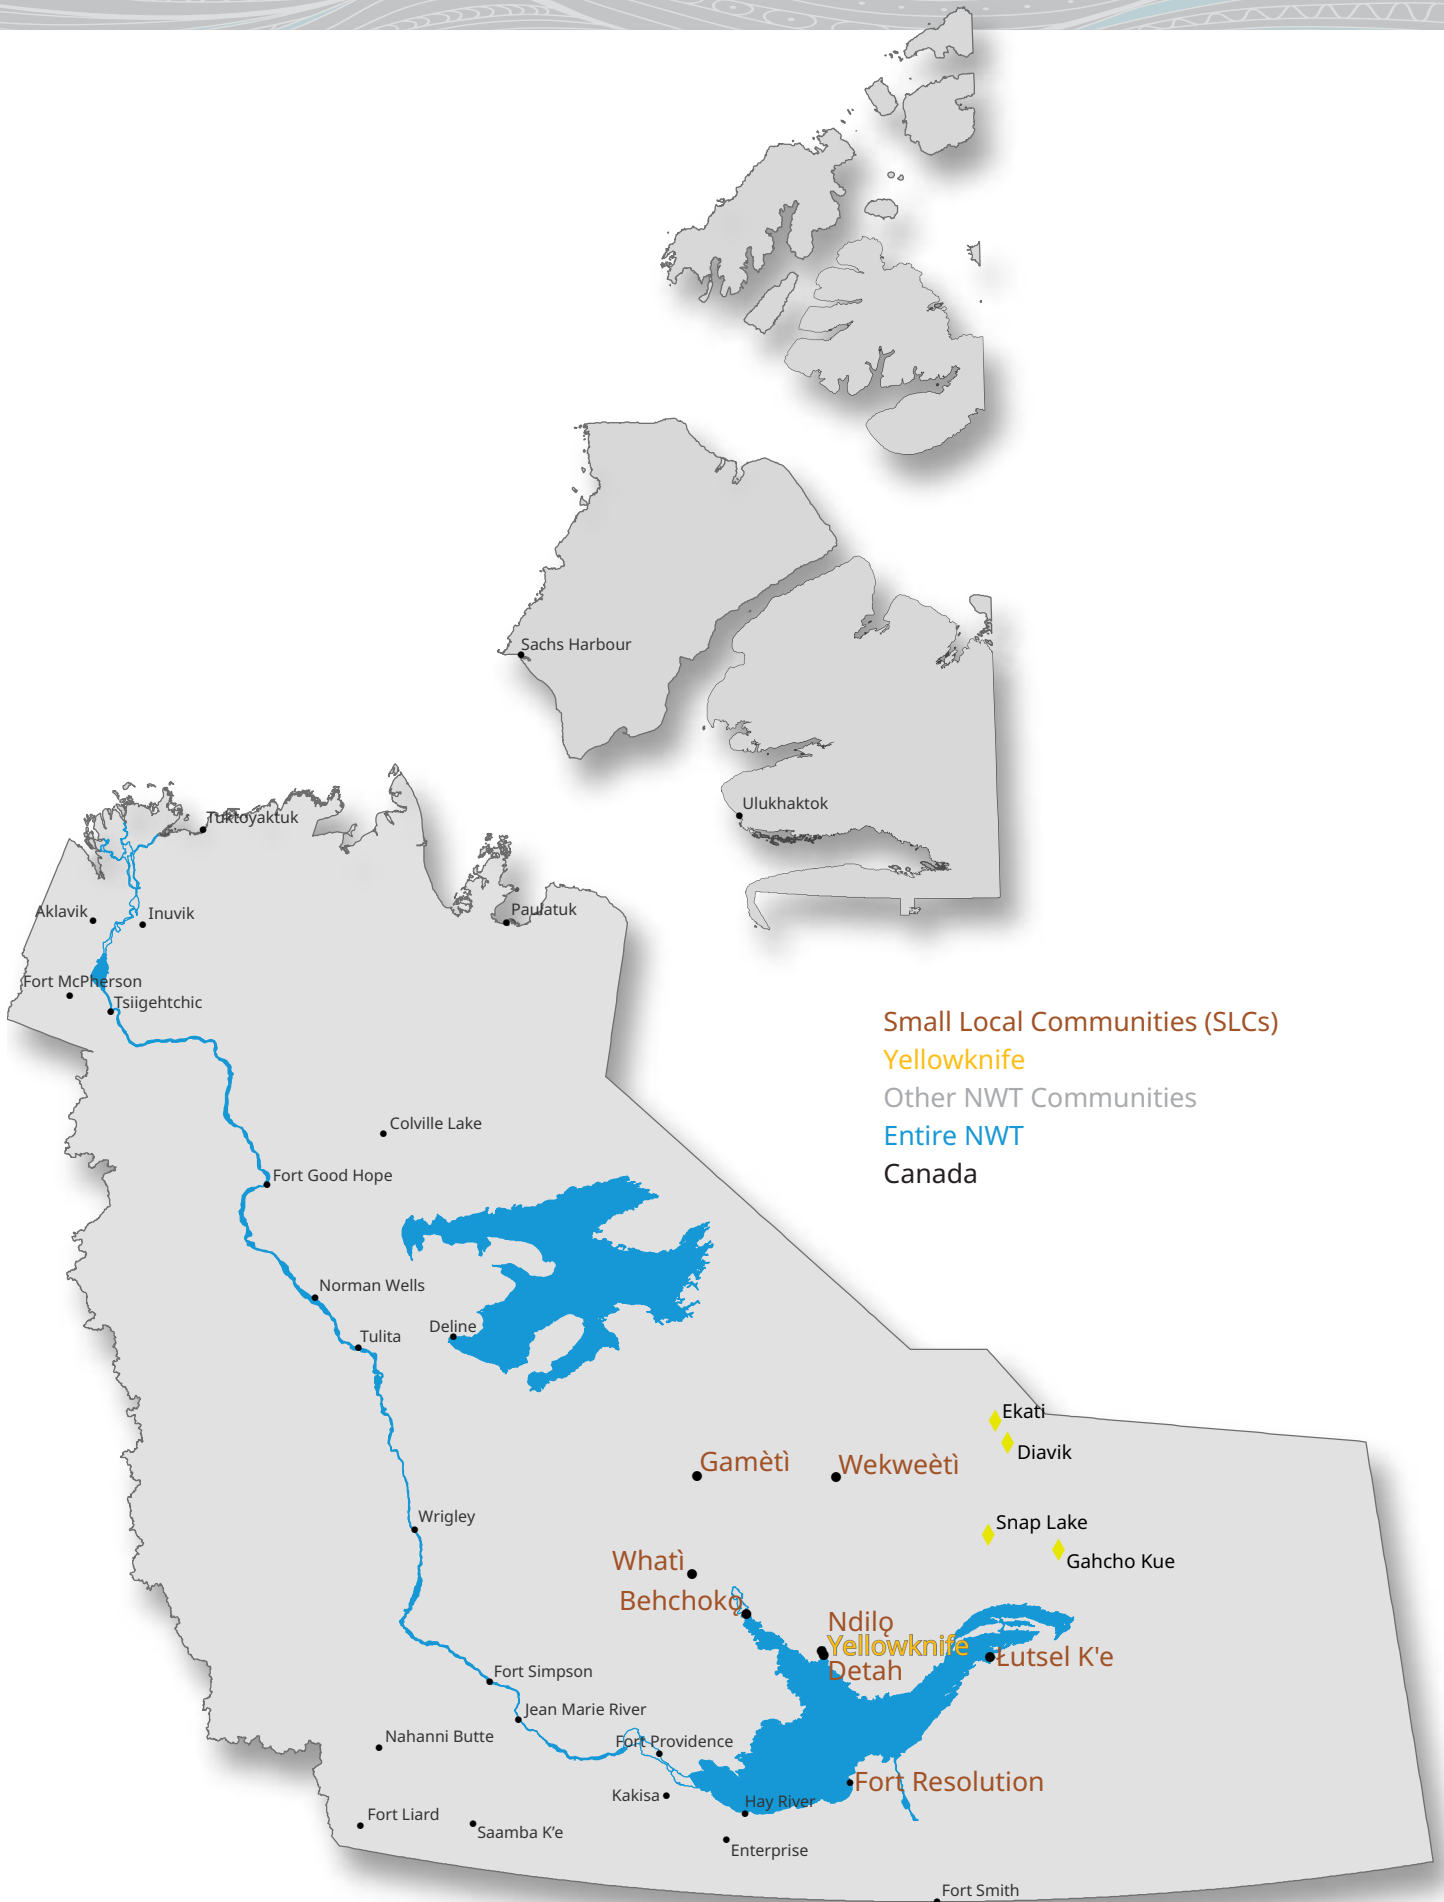 Sachs Harbour
Ulukhaktok
Tuktoyaktuk
Aklavik
Inuvik
Paulatuk
Fort McPherson
Tsiigehtchic
Small Local Communities (SLCs)
Yellowknife
Other NWT Communities
Entire NWT
Canada
Colville Lake
Fort Good Hope
Norman Wells
Deline
Tulita
Ekati
Diavik
Gamètì
Wekweètì
Wrigley
Snap Lake
Gahcho Kue
Whatì
Behchokǫ
Ndilǫ
Yellowknife
Detah
Łutsel K'e
Fort Simpson
Jean Marie River
Nahanni Butte
Fort Providence
Fort Resolution
Kakisa
Hay River
Fort Liard
Saamba K'e
Enterprise
Fort Smith